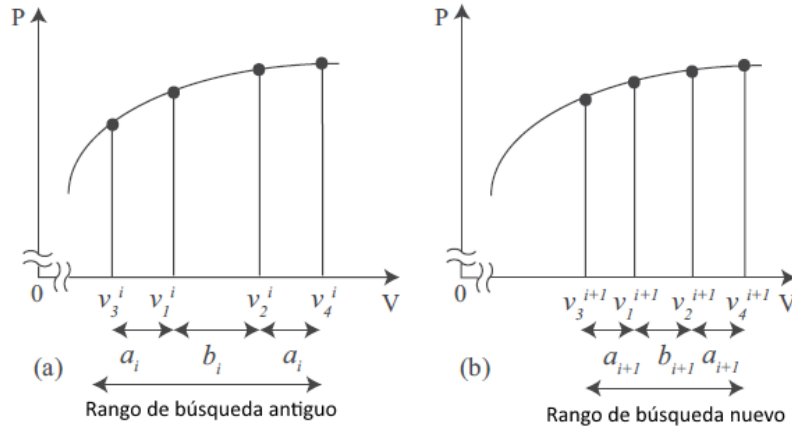 P
P
0
v₃ⁱ v₁ⁱ v₂ⁱ v₄ⁱ V
0
v₃ⁱ⁺¹ v₁ⁱ⁺¹ v₂ⁱ⁺¹ v₄ⁱ⁺¹ V
(a) aᵢ bᵢ aᵢ
(b) aᵢ₊₁ bᵢ₊₁ aᵢ₊₁
Rango de búsqueda antiguo
Rango de búsqueda nuevo